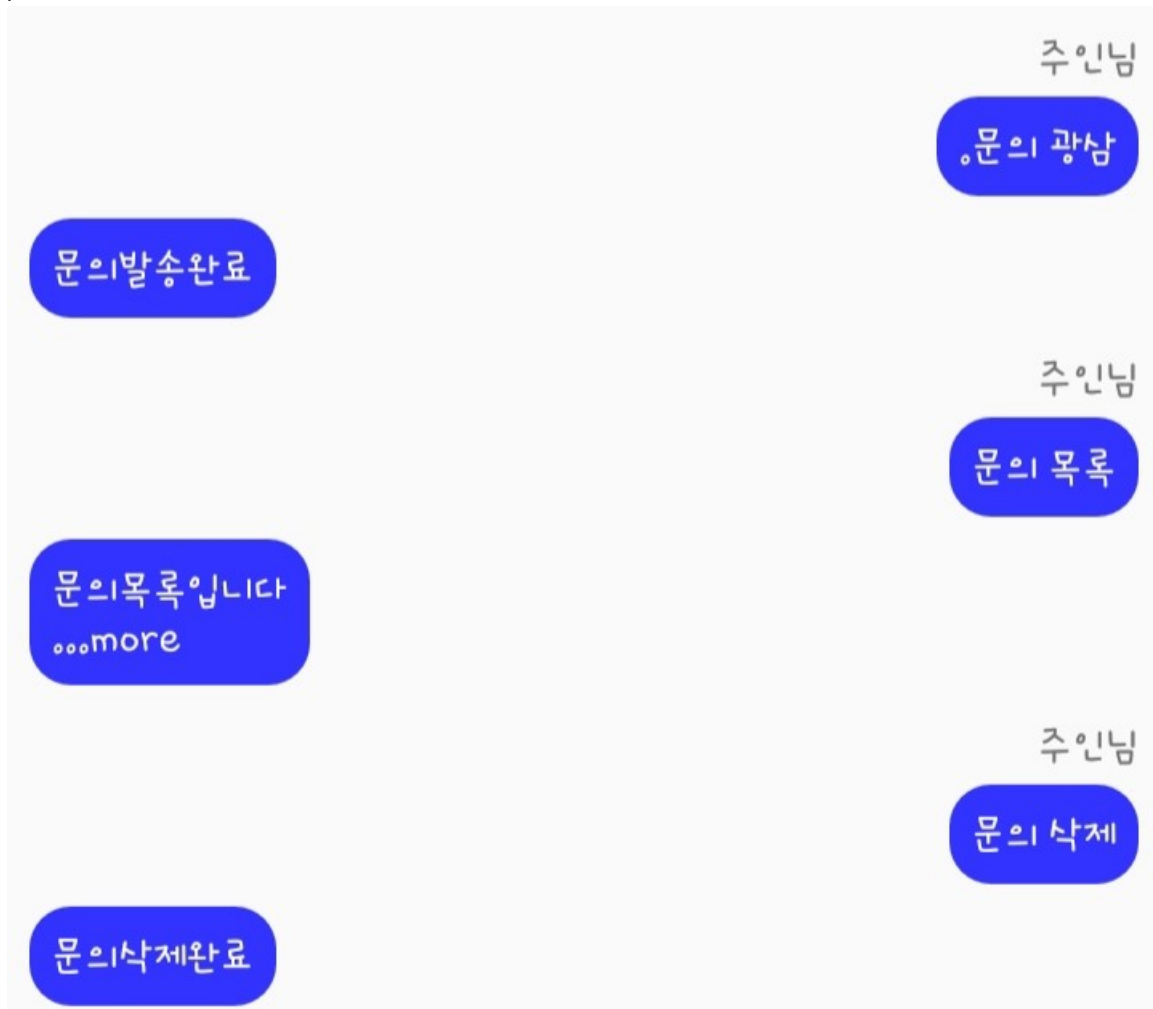 주인님
.문의 광삼
문의발송완료
주인님
문의 목록
문의목록입니다
...more
주인님
문의 삭제
문의삭제완료